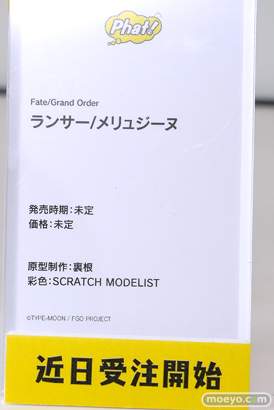 Phat!
Fate/Grand Order
ランサー/メリュジーヌ
発売時期：未定
価格：未定
原型制作：裏根
彩色：SCRATCH MODELIST
©TYPE-MOON / FGO PROJECT
近日受注開始
moeyo.com